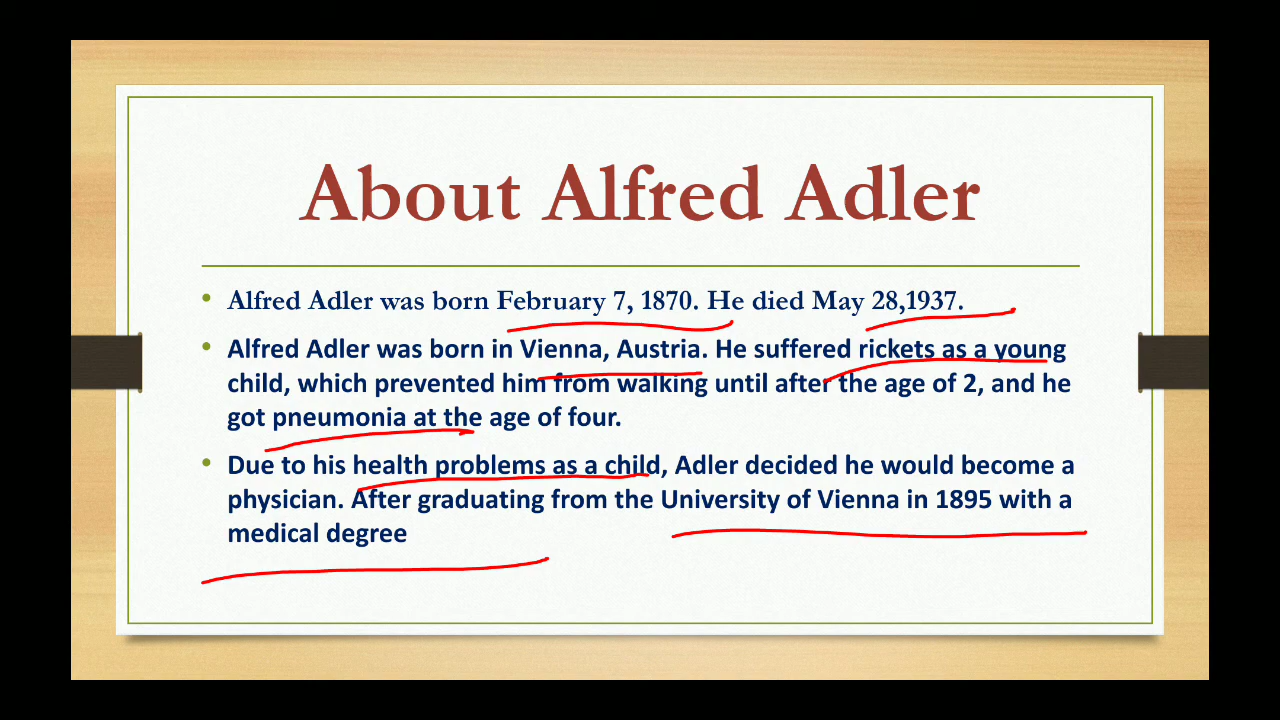 About Alfred Adler
• Alfred Adler was born February 7, 1870. He died May 28,1937.
• Alfred Adler was born in Vienna, Austria. He suffered rickets as a young
child, which prevented him from walking until after the age of 2, and he
got pneumonia at the age of four.
• Due to his health problems as a child, Adler decided he would become a
physician. After graduating from the University of Vienna in 1895 with a
medical degree